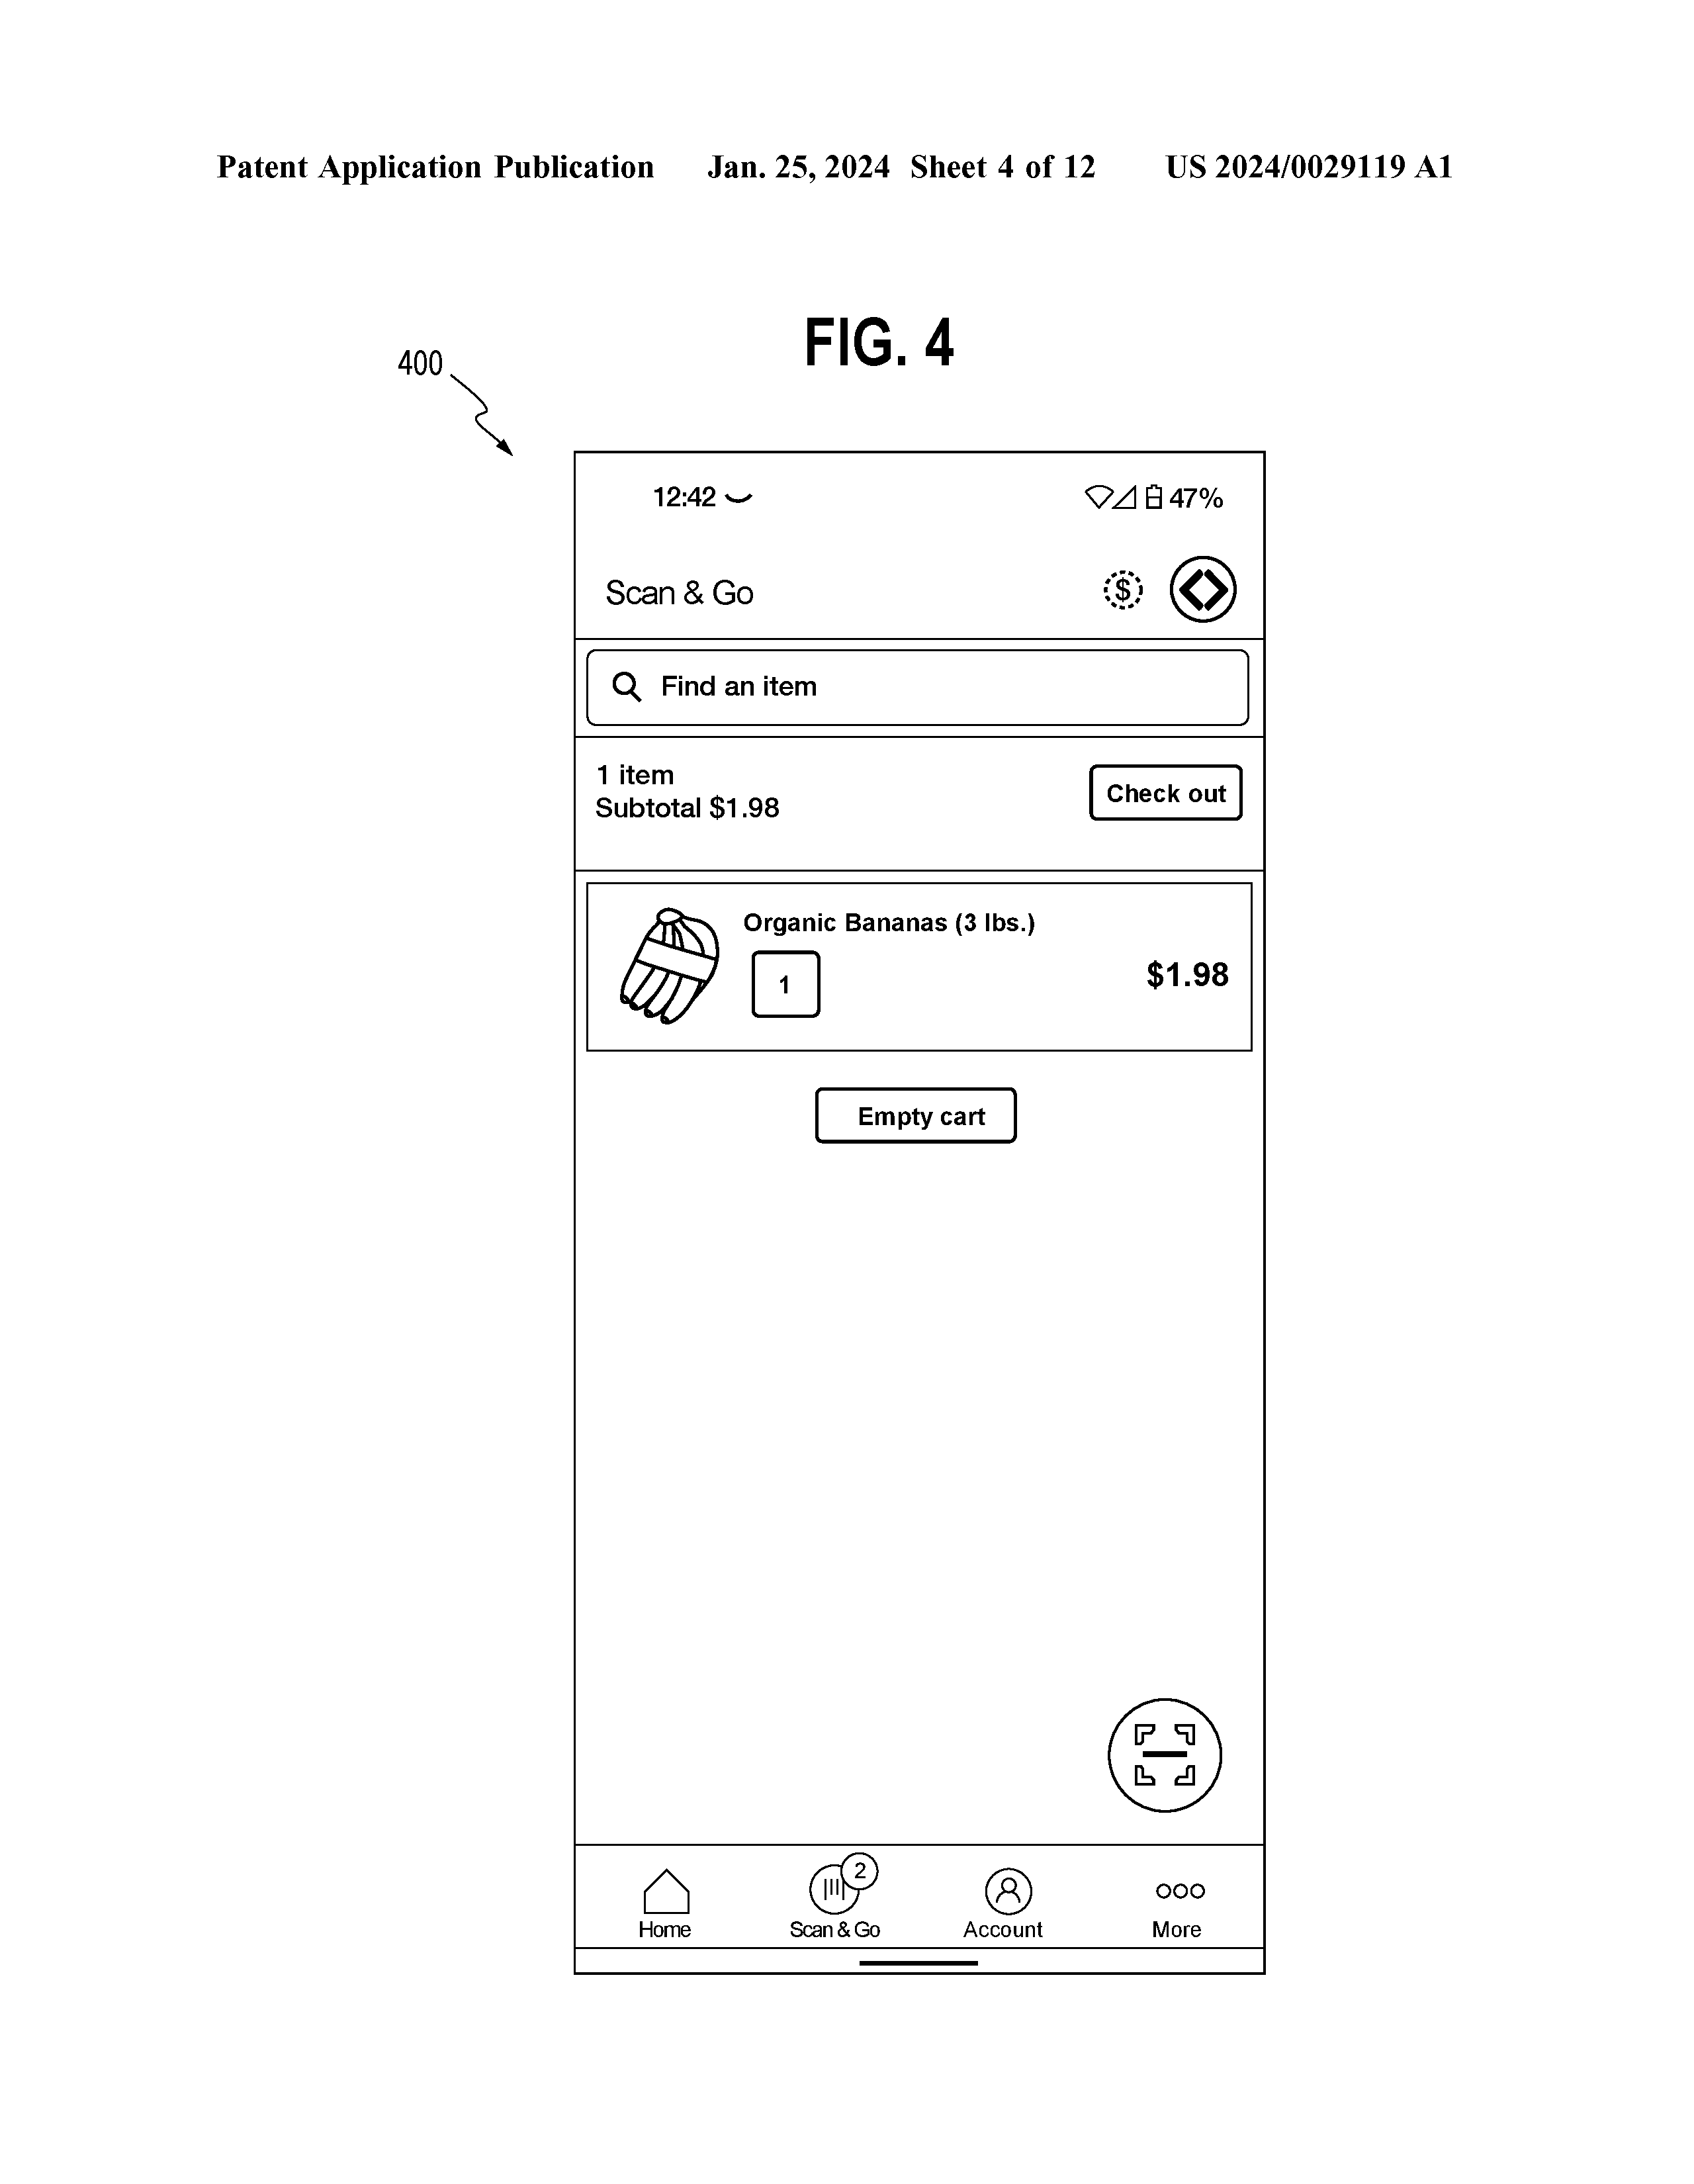 Patent Application Publication Jan. 25, 2024 Sheet 4 of 12 US 2024/0029119 A1
FIG. 4
400
12:42 47%
Scan & Go $
Find an item
1 item
Subtotal $1.98
Check out
Organic Bananas (3 lbs.)
1
$1.98
Empty cart
2
Home Scan & Go Account More